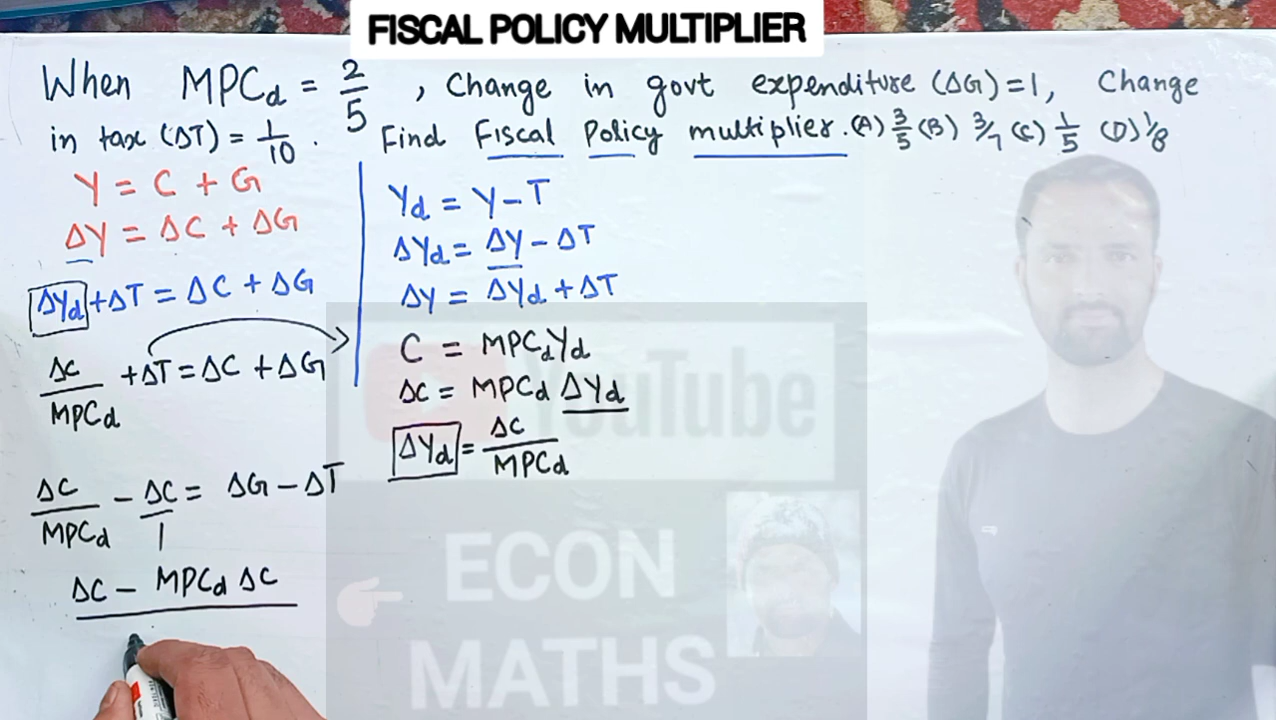 FISCAL POLICY MULTIPLIER
When MPCd = 2/5 , Change in govt expenditure (ΔG) = 1, Change
in tax (ΔT) = 1/10 . Find Fiscal Policy multiplier. (A) 3/5 (B) 3/7 (C) 1/5 (D) 1/8
Y = C + G
ΔY = ΔC + ΔG
ΔYd + ΔT = ΔC + ΔG
ΔC/MPCd + ΔT = ΔC + ΔG
ΔC/MPCd - ΔC/1 = ΔG - ΔT
ΔC - MPCd ΔC
Yd = Y - T
ΔYd = ΔY - ΔT
ΔY = ΔYd + ΔT
C = MPCd Yd
ΔC = MPCd ΔYd
ΔYd = ΔC/MPCd
YouTube
ECON
MATHS